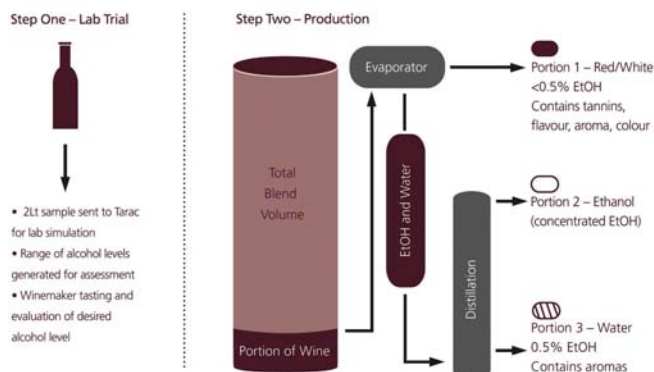 Step One – Lab Trial
• 2Lt sample sent to Tarac
for lab simulation
• Range of alcohol levels
generated for assessment
• Winemaker tasting and
evaluation of desired
alcohol level
Step Two – Production
Total
Blend
Volume
Portion of Wine
Evaporator
EtOH and Water
Distillation
Portion 1 – Red/White
<0.5% EtOH
Contains tannins,
flavour, aroma, colour
Portion 2 – Ethanol
(concentrated EtOH)
Portion 3 – Water
0.5% EtOH
Contains aromas